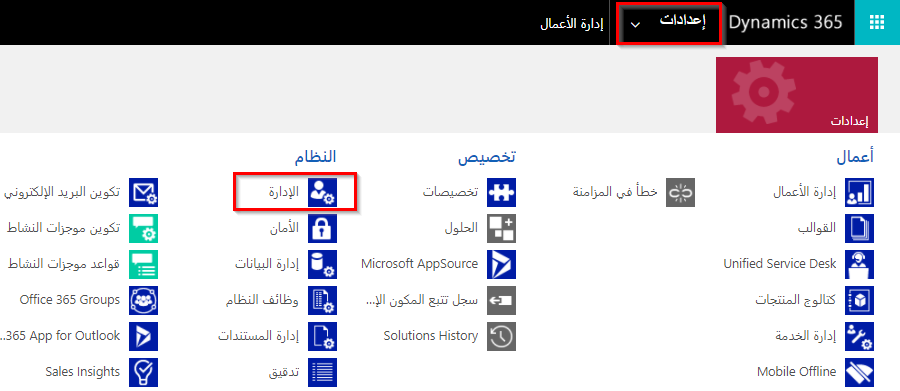 Dynamics 365
إعدادات
إدارة الأعمال
إعدادات
أعمال
إدارة الأعمال
القوالب
Unified Service Desk
كتالوج المنتجات
إدارة الخدمة
Mobile Offline
خطأ في المزامنة
تخصيص
تخصيصات
الحلول
Microsoft AppSource
سجل تتبع المكون الإ...
Solutions History
النظام
الإدارة
الأمان
إدارة البيانات
وظائف النظام
إدارة المستندات
تدقيق
تكوين البريد الإلكتروني
تكوين موجزات النشاط
قواعد موجزات النشاط
Office 365 Groups
...365 App for Outlook
Sales Insights